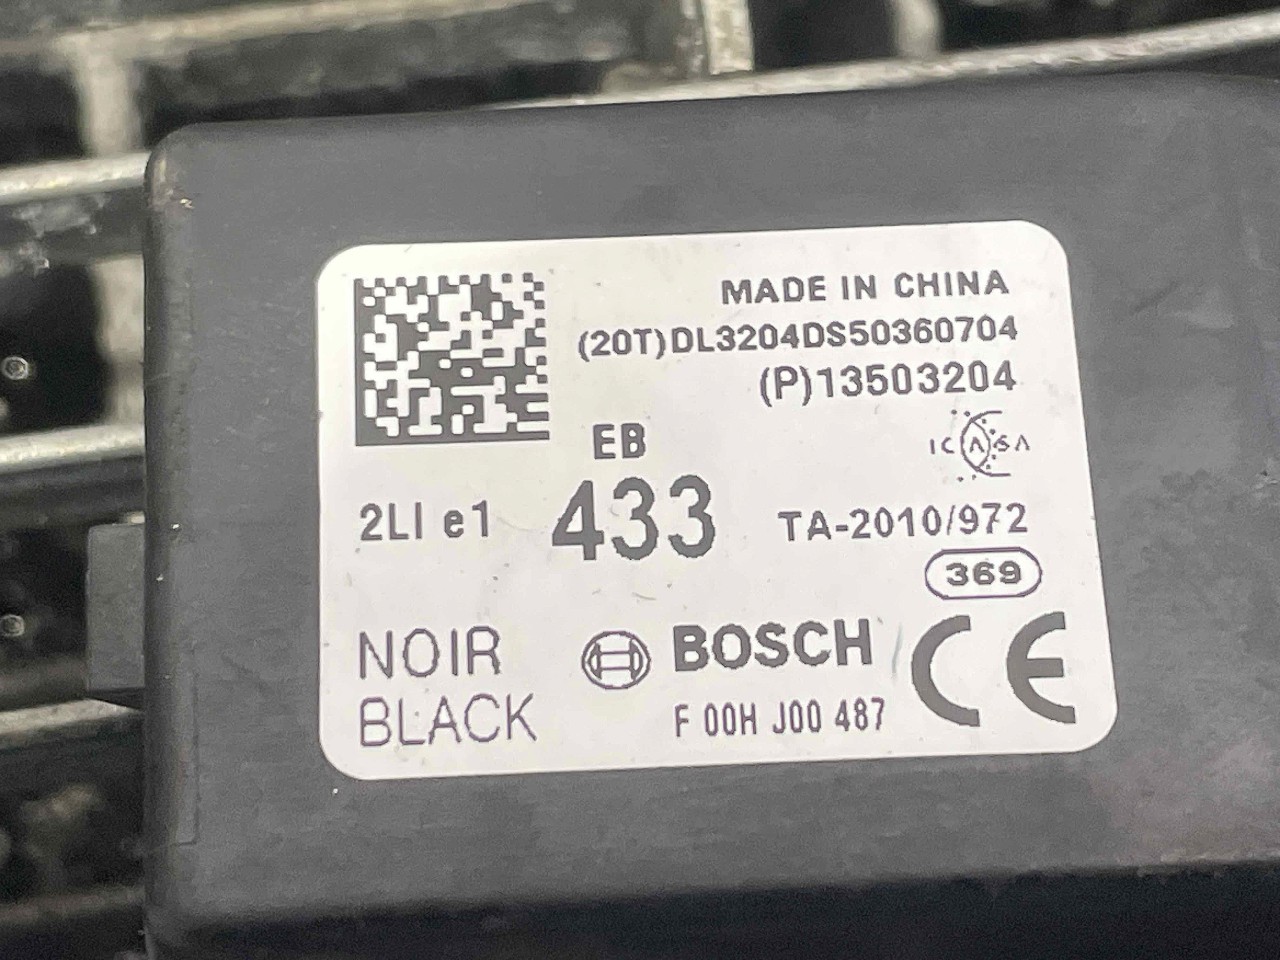 MADE IN CHINA
(20T)DL3204DS50360704
(P)13503204
EB
ICASA
2LI e1
433
TA-2010/972
369
NOIR
BLACK
BOSCH
CE
F 00H J00 487